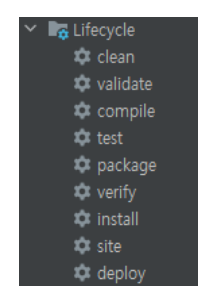 Lifecycle
clean
validate
compile
test
package
verify
install
site
deploy